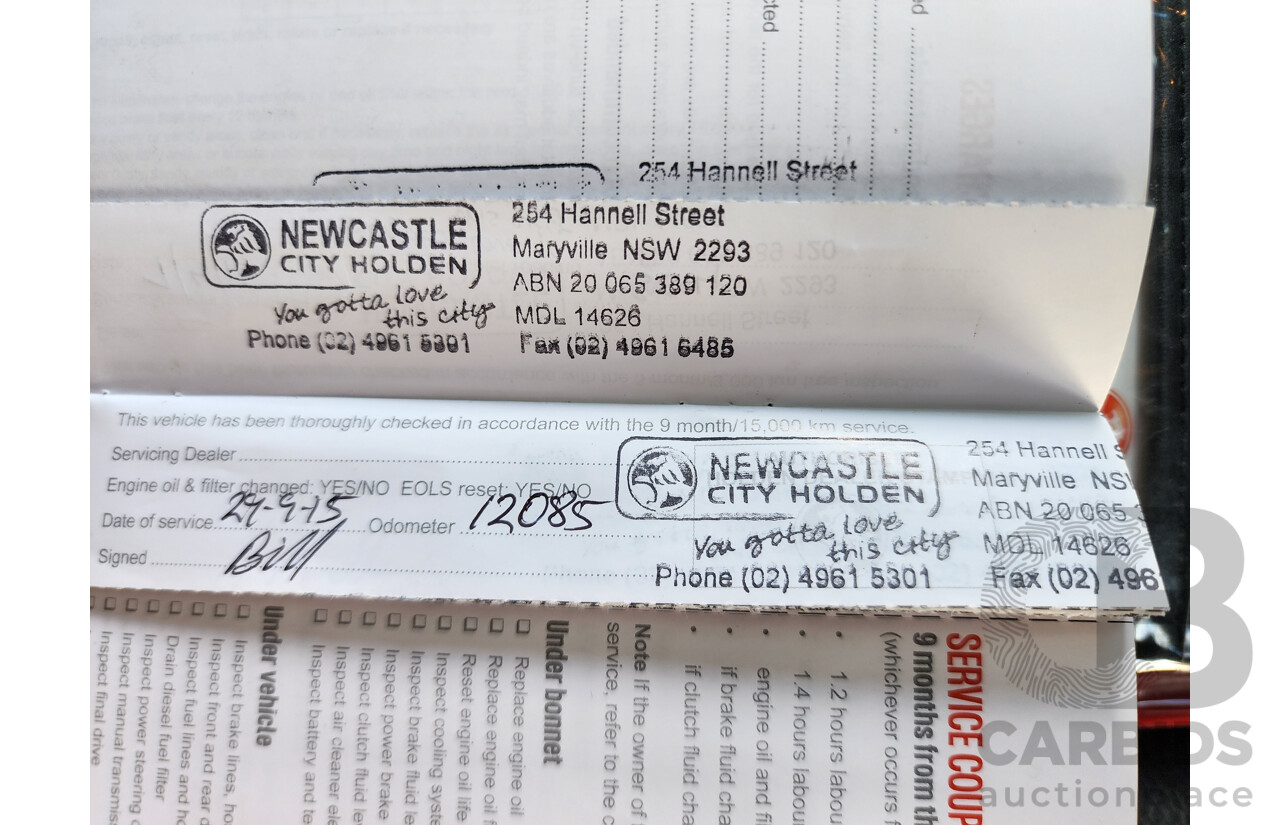 cted
ed
254 Hannell Street
NEWCASTLE
CITY HOLDEN
You gotta love
this city
Phone (02) 4961 5301
254 Hannell Street
Maryville NSW 2293
ABN 20 065 389 120
MDL 14626
Fax (02) 4961 6485
This vehicle has been thoroughly checked in accordance with the 9 month/15,000 km service.
Servicing Dealer
Engine oil & filter changed: YES/NO EOLS reset: YES/NO
Date of service 29-9-15 Odometer 12085
Signed Bill
NEWCASTLE
CITY HOLDEN
You gotta love
this city
Phone (02) 4961 5301
254 Hannell S
Maryville NS
ABN 20 065 3
MDL 14626
Fax (02) 496
SERVICE COUP
9 months from th
(whichever occurs f
• 1.2 hours labou
• 1.4 hours labour
• engine oil and fi
• if brake fluid cha
• if clutch fluid cha
Note If the owner of
service, refer to the c
Under bonnet
Replace engine oil
Replace engine oil f
Reset engine oil life
Inspect cooling syste
Inspect brake fluid le
Inspect power brake
Inspect clutch fluid lev
Inspect air cleaner ele
Inspect battery and te
Under vehicle
Inspect brake lines, ho
Inspect front and rear d
Inspect fuel lines and ho
Drain diesel fuel filter
Inspect power steering
Inspect manual transmis
Inspect final drive
CARBIDS
auction place